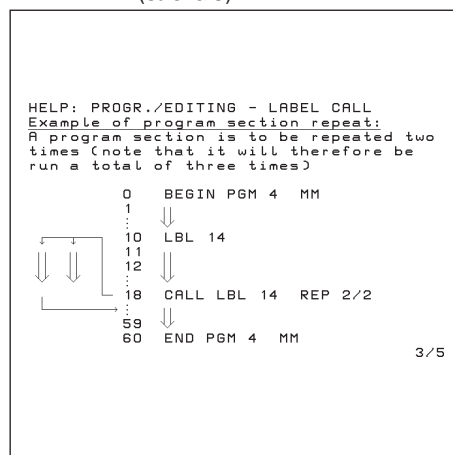 HELP: PROGR./EDITING - LABEL CALL
Example of program section repeat:
A program section is to be repeated two
times (note that it will therefore be
run a total of three times)
0 BEGIN PGM 4 MM
1
:
10 LBL 14
11
12
:
18 CALL LBL 14 REP 2/2
:
59
60 END PGM 4 MM
3/5